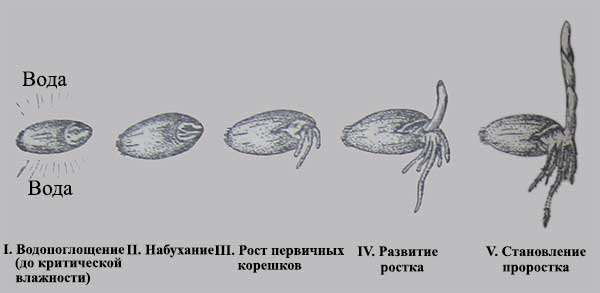 Вода
Вода
I. Водопоглощение
(до критической
влажности)
II. Набухание
III. Рост первичных
корешков
IV. Развитие
ростка
V. Становление
проростка